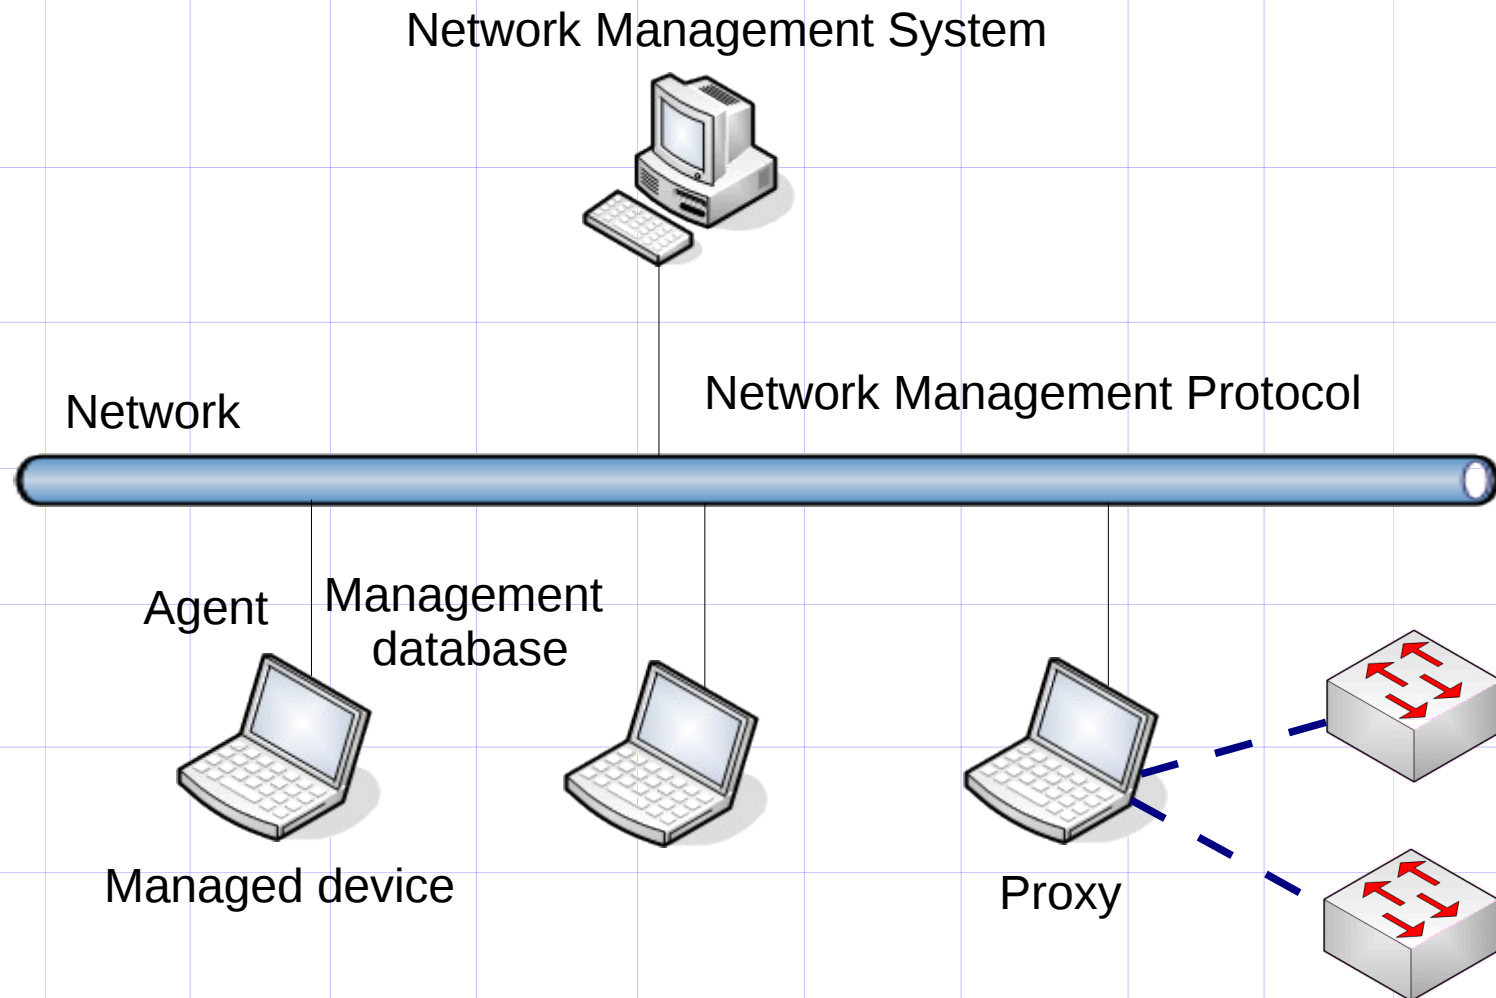 Network Management System
Network
Network Management Protocol
Agent
Management
database
Managed device
Proxy